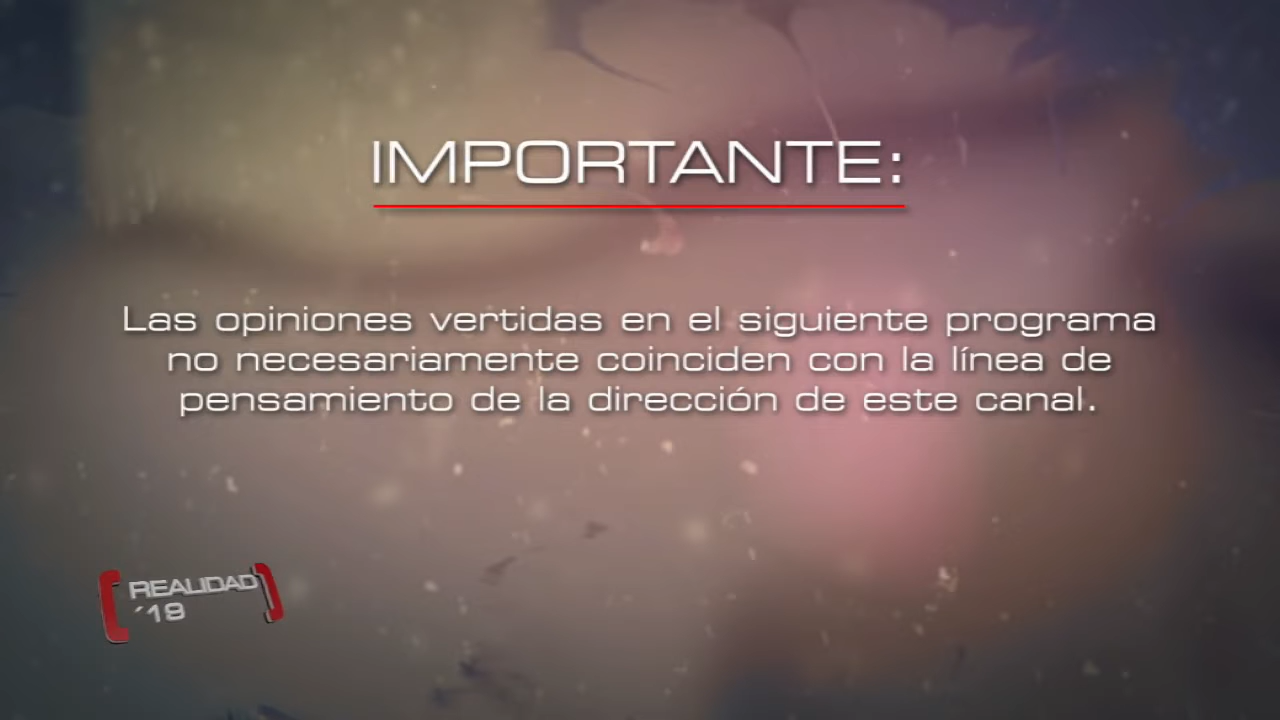 IMPORTANTE:
Las opiniones vertidas en el siguiente programa
no necesariamente coinciden con la línea de
pensamiento de la dirección de este canal.
REALIDAD
´18